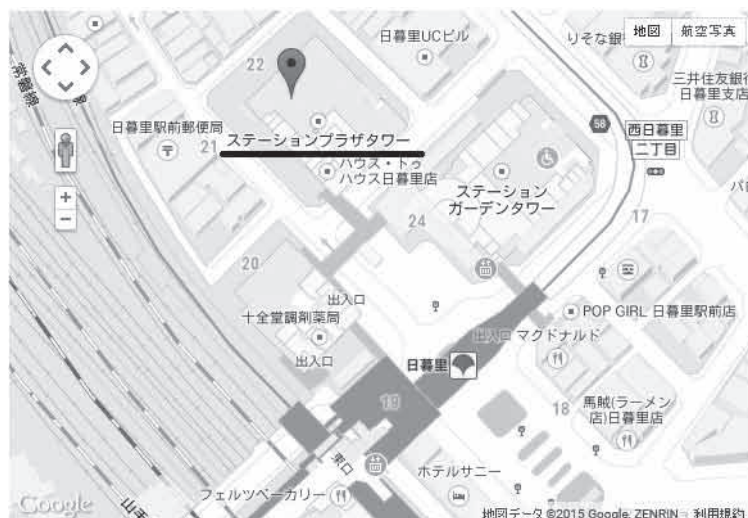 日暮里UCビル
りそな銀
地図
航空写真
22
常磐線
線
三井住友銀行
日暮里支店
日暮里駅前郵便局
58
西日暮里
二丁目
ステーションプラザタワー
21
ハウス・トゥ
ハウス日暮里店
ステーション
ガーデンタワー
24
17
20
出入口
十全堂調剤薬局
POP GIRL 日暮里駅前店
出入口
マクドナルド
出入口
日暮里
19
18
馬賊(ラーメン
店)日暮里店
東口
ホテルサニー
フェルツベーカリー
Google
山手
地図データ ©2015 Google, ZENRIN
利用規約